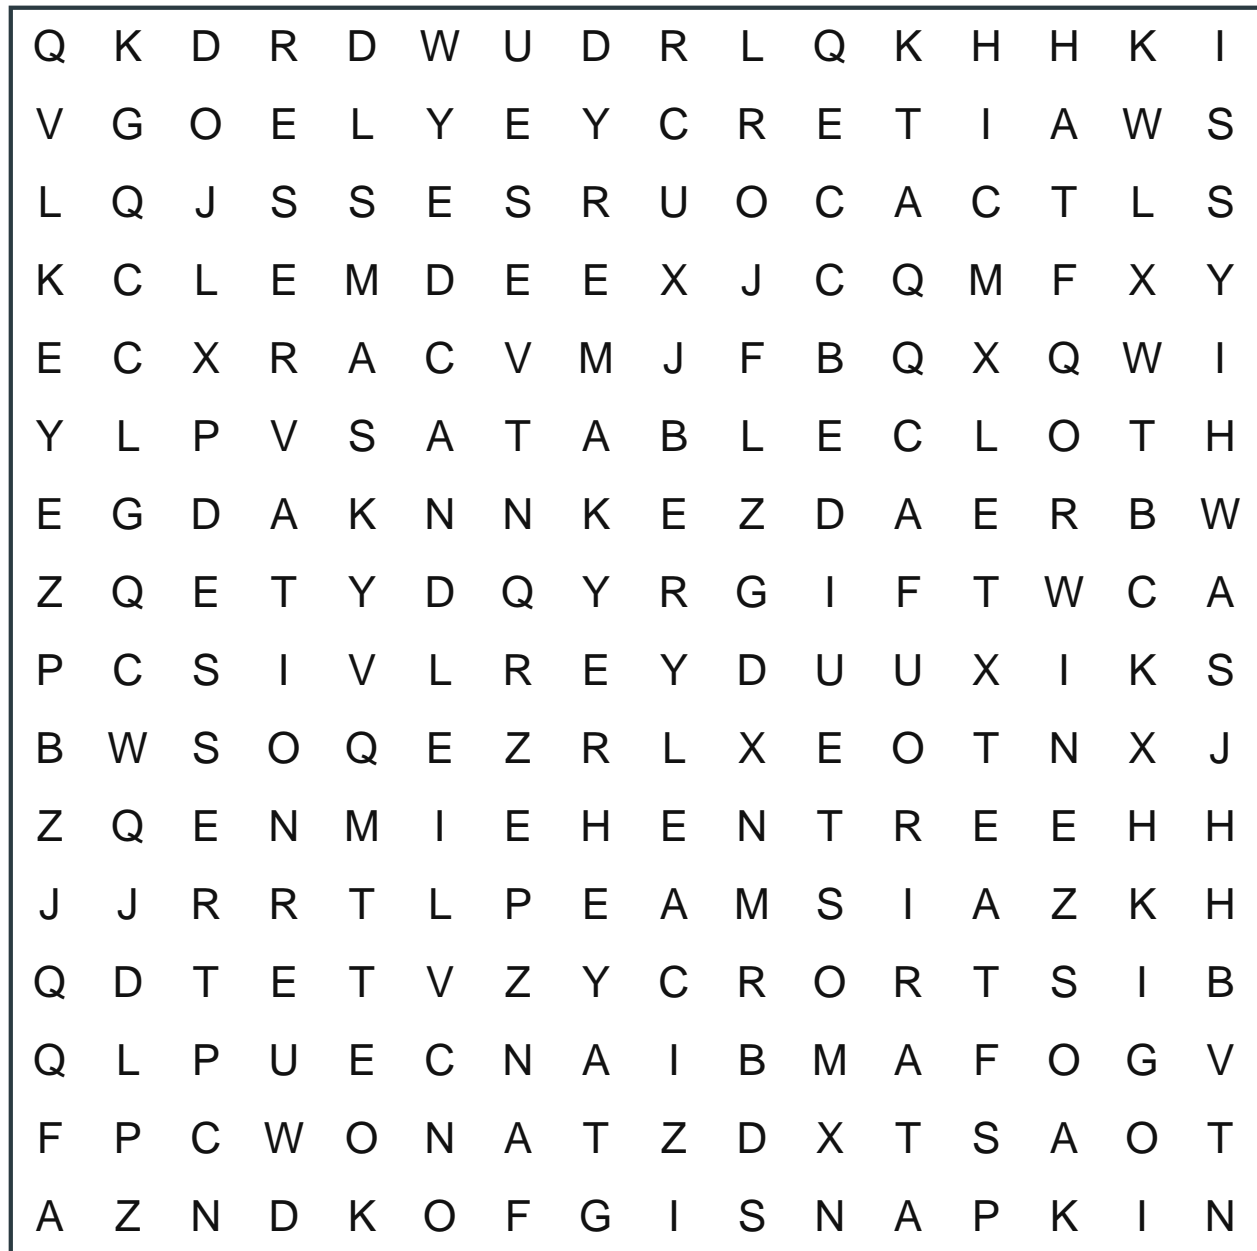 Q K D R D W U D R L Q K H H K I
V G O E L Y E Y C R E T I A W S
L Q J S S E S R U O C A C T L S
K C L E M D E E X J C Q M F X Y
E C X R A C V M J F B Q X Q W I
Y L P V S A T A B L E C L O T H
E G D A K N N K E Z D A E R B W
Z Q E T Y D Q Y R G I F T W C A
P C S I V L R E Y D U U X I K S
B W S O Q E Z R L X E O T N X J
Z Q E N M I E H E N T R E E H H
J J R R T L P E A M S I A Z K H
Q D T E T V Z Y C R O R T S I B
Q L P U E C N A I B M A F O G V
F P C W O N A T Z D X T S A O T
A Z N D K O F G I S N A P K I N